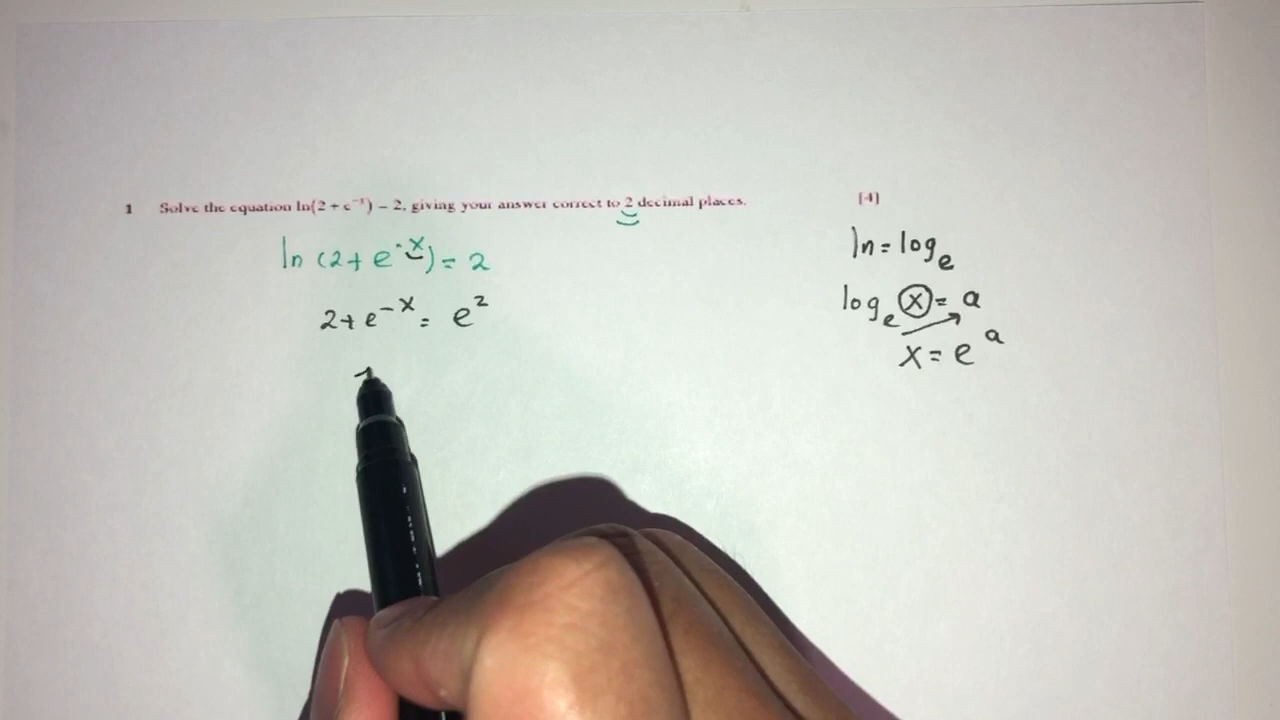 1 Solve the equation ln(2 + e⁻ˣ) = 2, giving your answer correct to 2 decimal places. [4]
ln (2 + e⁻ˣ) = 2
2 + e⁻ˣ = e²
ln = logₑ
logₑ x = a
x = eᵃ